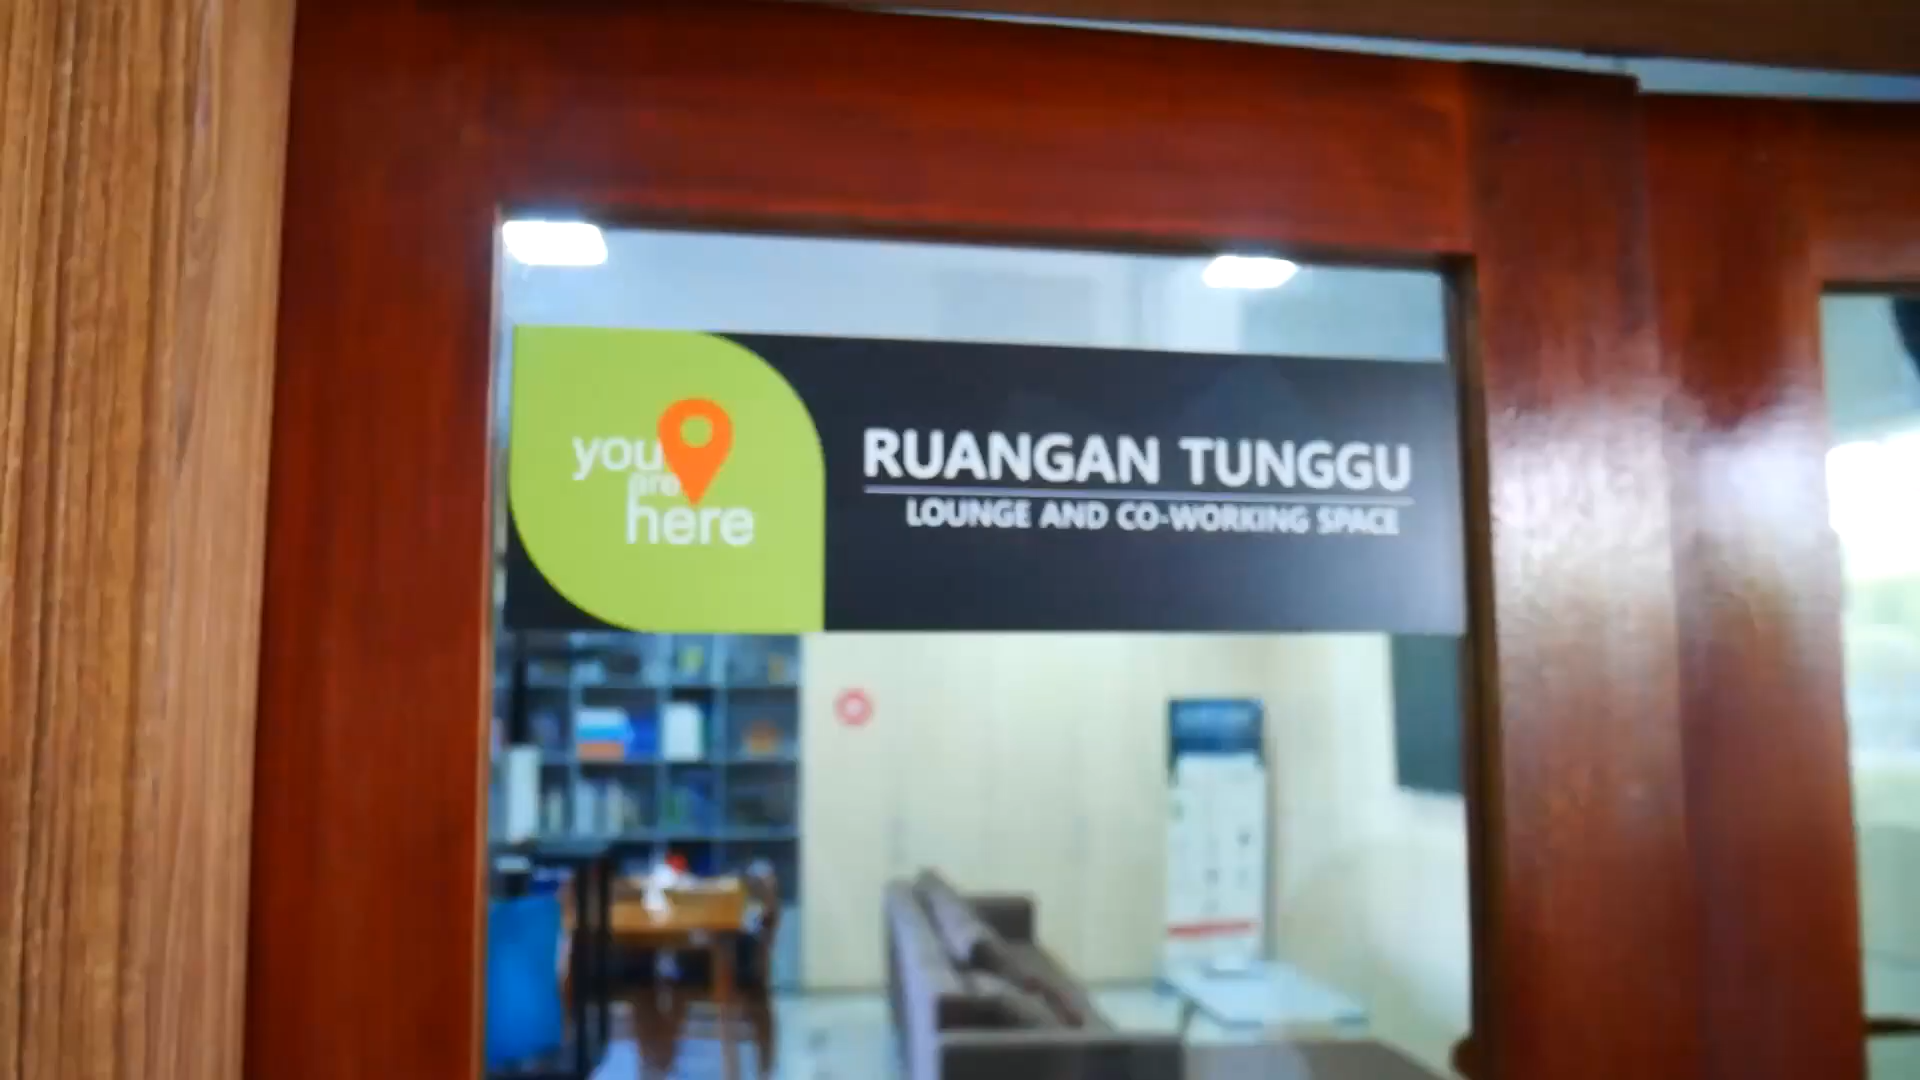 you
are
here
RUANGAN TUNGGU
LOUNGE AND CO-WORKING SPACE